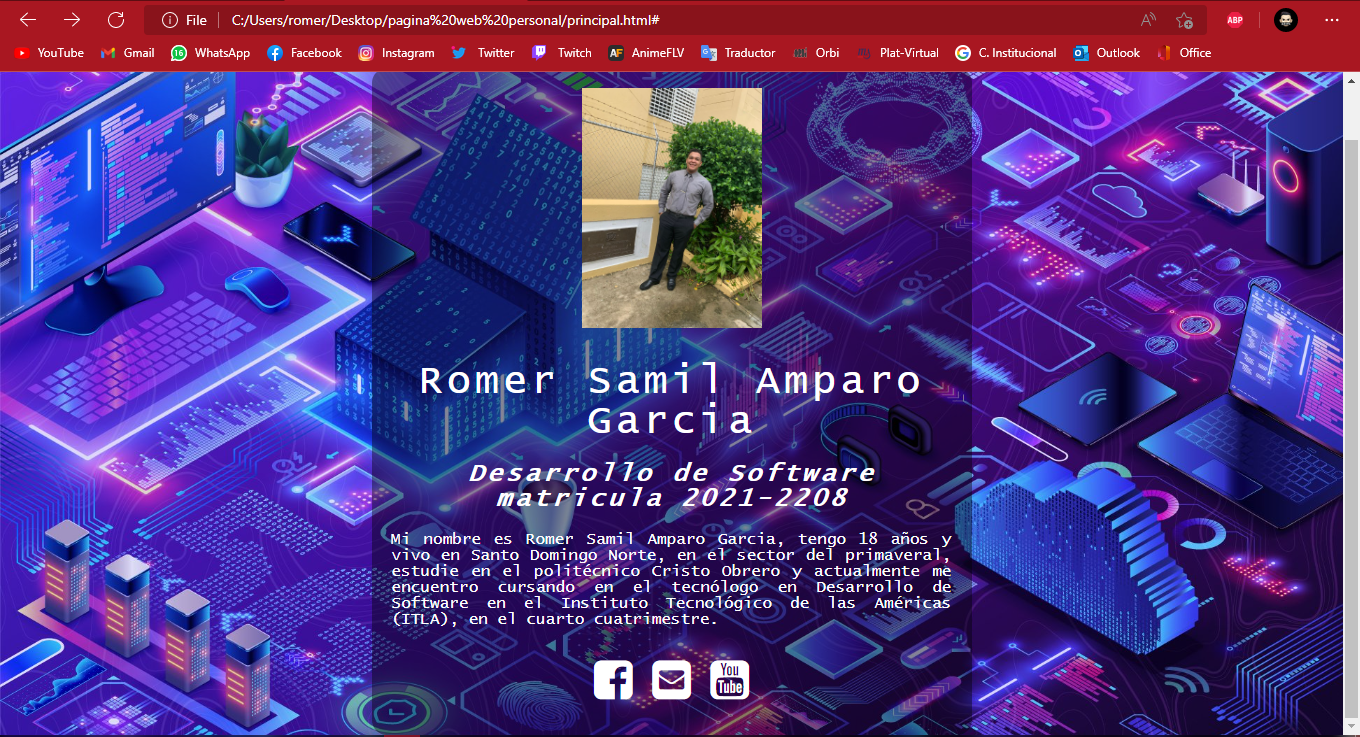 File
C:/Users/romer/Desktop/pagina%20web%20personal/principal.html#
ABP
YouTube
Gmail
16 WhatsApp
Facebook
Instagram
Twitter
Twitch
AF AnimeFLV
Traductor
Orbi
Plat-Virtual
C. Institucional
Outlook
Office
Romer Samil Amparo
Garcia
Desarrollo de Software
matricula 2021-2208
Mi nombre es Romer Samil Amparo Garcia, tengo 18 años y
vivo en Santo Domingo Norte, en el sector del primaveral,
estudie en el politécnico Cristo Obrero y actualmente me
encuentro cursando en el tecnólogo en Desarrollo de
Software en el Instituto Tecnológico de las Américas
(ITLA), en el cuarto cuatrimestre.
You
Tube